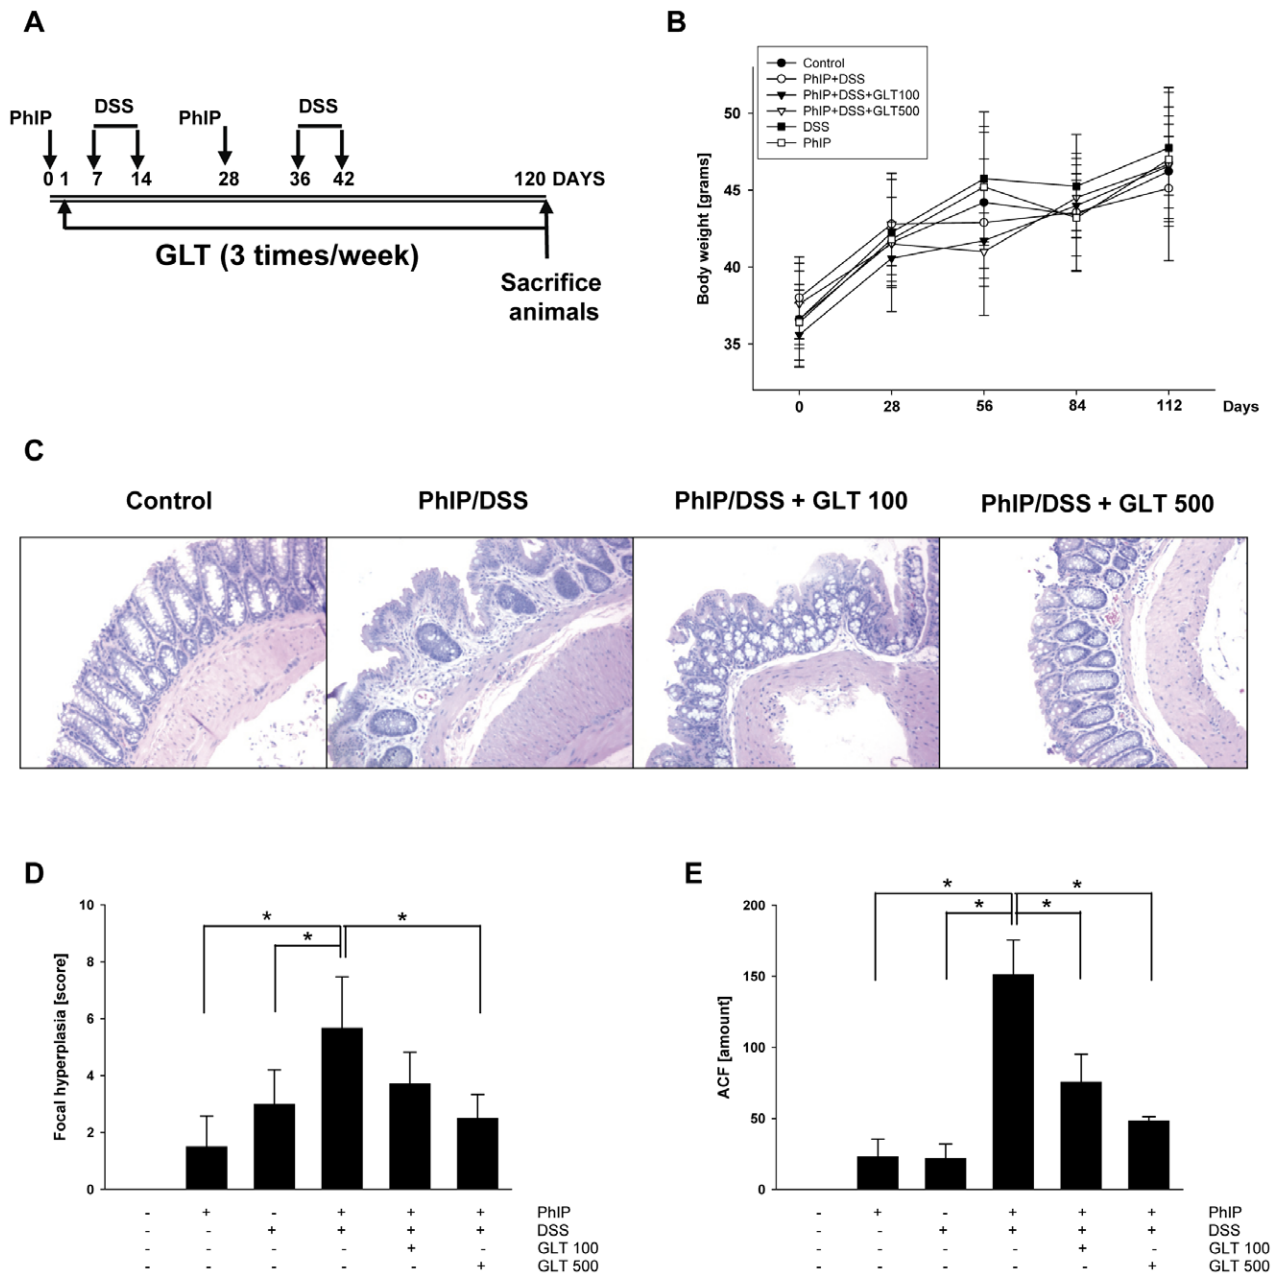 A
PhIP
DSS
PhIP
DSS
0 1 7 14 28 36 42 120 DAYS
GLT (3 times/week)
Sacrifice
animals
B
Control
PhIP+DSS
PhIP+DSS+GLT100
PhIP+DSS+GLT500
DSS
PhIP
Body weight [grams]
50
45
40
35
0 28 56 84 112 Days
C
Control
PhIP/DSS
PhIP/DSS + GLT 100
PhIP/DSS + GLT 500
D
Focal hyperplasia [score]
10
8
6
4
2
0
* * *
- + - + + + PhIP
- - + + + + DSS
- - - - + - GLT 100
- - - - - + GLT 500
E
ACF [amount]
200
150
100
50
0
* * * *
- + - + + + PhIP
- - + + + + DSS
- - - - + - GLT 100
- - - - - + GLT 500